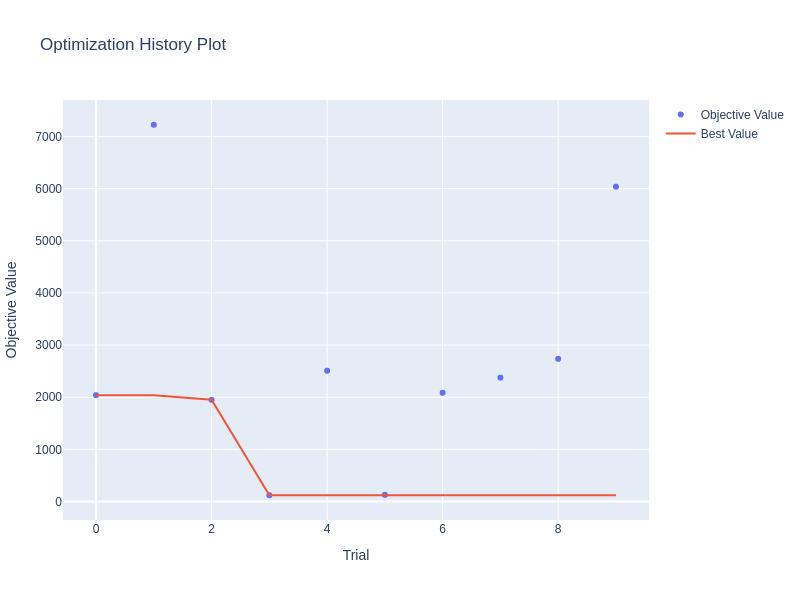 Optimization History Plot
Objective Value
Best Value
7000
6000
5000
4000
3000
2000
1000
0
Objective Value
0 2 4 6 8
Trial